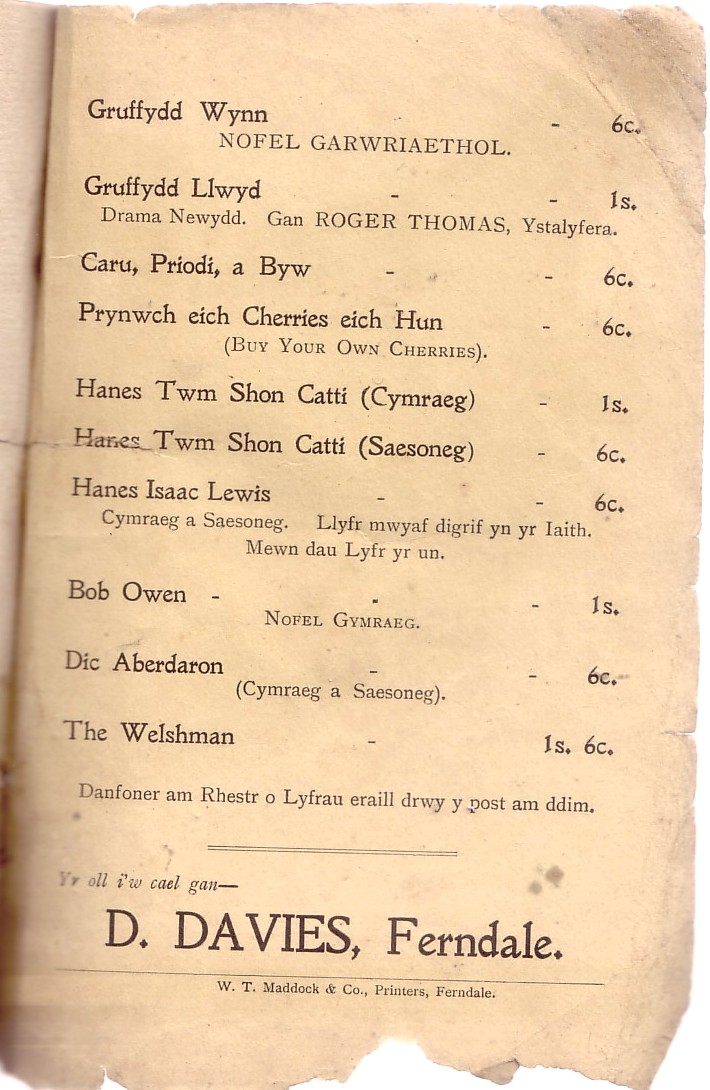 Gruffydd Wynn - 6c.
NOFEL GARWRIAETHOL.
Gruffydd Llwyd - - 1s.
Drama Newydd. Gan ROGER THOMAS, Ystalyfera.
Caru, Priodi, a Byw - - 6c.
Prynwch eich Cherries eich Hun - 6c.
(BUY YOUR OWN CHERRIES).
Hanes Twm Shon Catti (Cymraeg) - 1s.
Hanes Twm Shon Catti (Saesoneg) - 6c.
Hanes Isaac Lewis - - 6c.
Cymraeg a Saesoneg. Llyfr mwyaf digrif yn yr Iaith.
Mewn dau Lyfr yr un.
Bob Owen - - - 1s.
NOFEL GYMRAEG.
Dic Aberdaron - - 6c.
(Cymraeg a Saesoneg).
The Welshman - 1s. 6c.
Danfoner am Rhestr o Lyfrau eraill drwy y post am ddim.
Yr oll i'w cael gan—
D. DAVIES, Ferndale.
W. T. Maddock & Co., Printers, Ferndale.